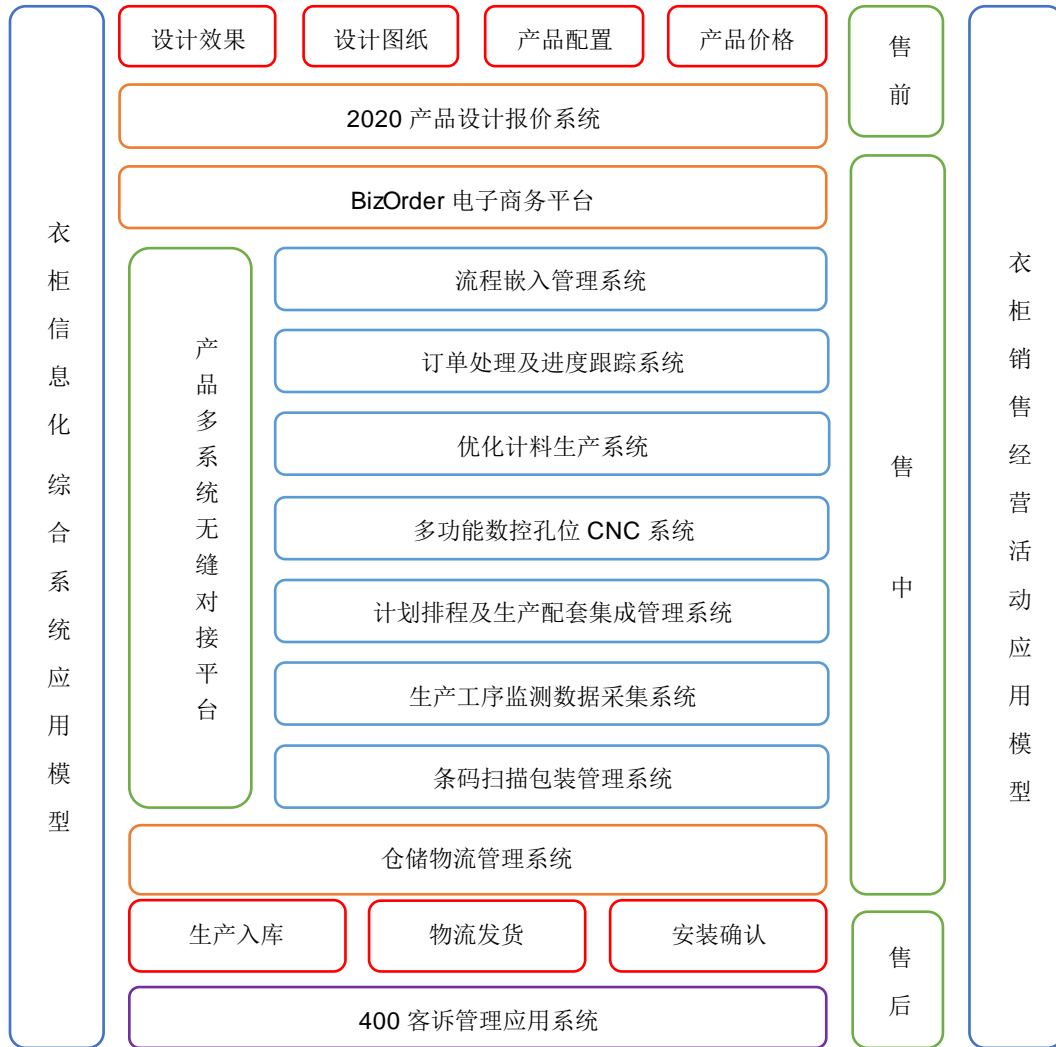 设计效果
设计图纸
产品配置
产品价格
售前
2020 产品设计报价系统
BizOrder 电子商务平台
衣柜信息化 综合系统应用模型
产品多系统无缝对接平台
流程嵌入管理系统
订单处理及进度跟踪系统
优化计料生产系统
多功能数控孔位 CNC 系统
计划排程及生产配套集成管理系统
生产工序监测数据采集系统
条码扫描包装管理系统
售中
衣柜销售经营活动应用模型
仓储物流管理系统
生产入库
物流发货
安装确认
售后
400 客诉管理应用系统